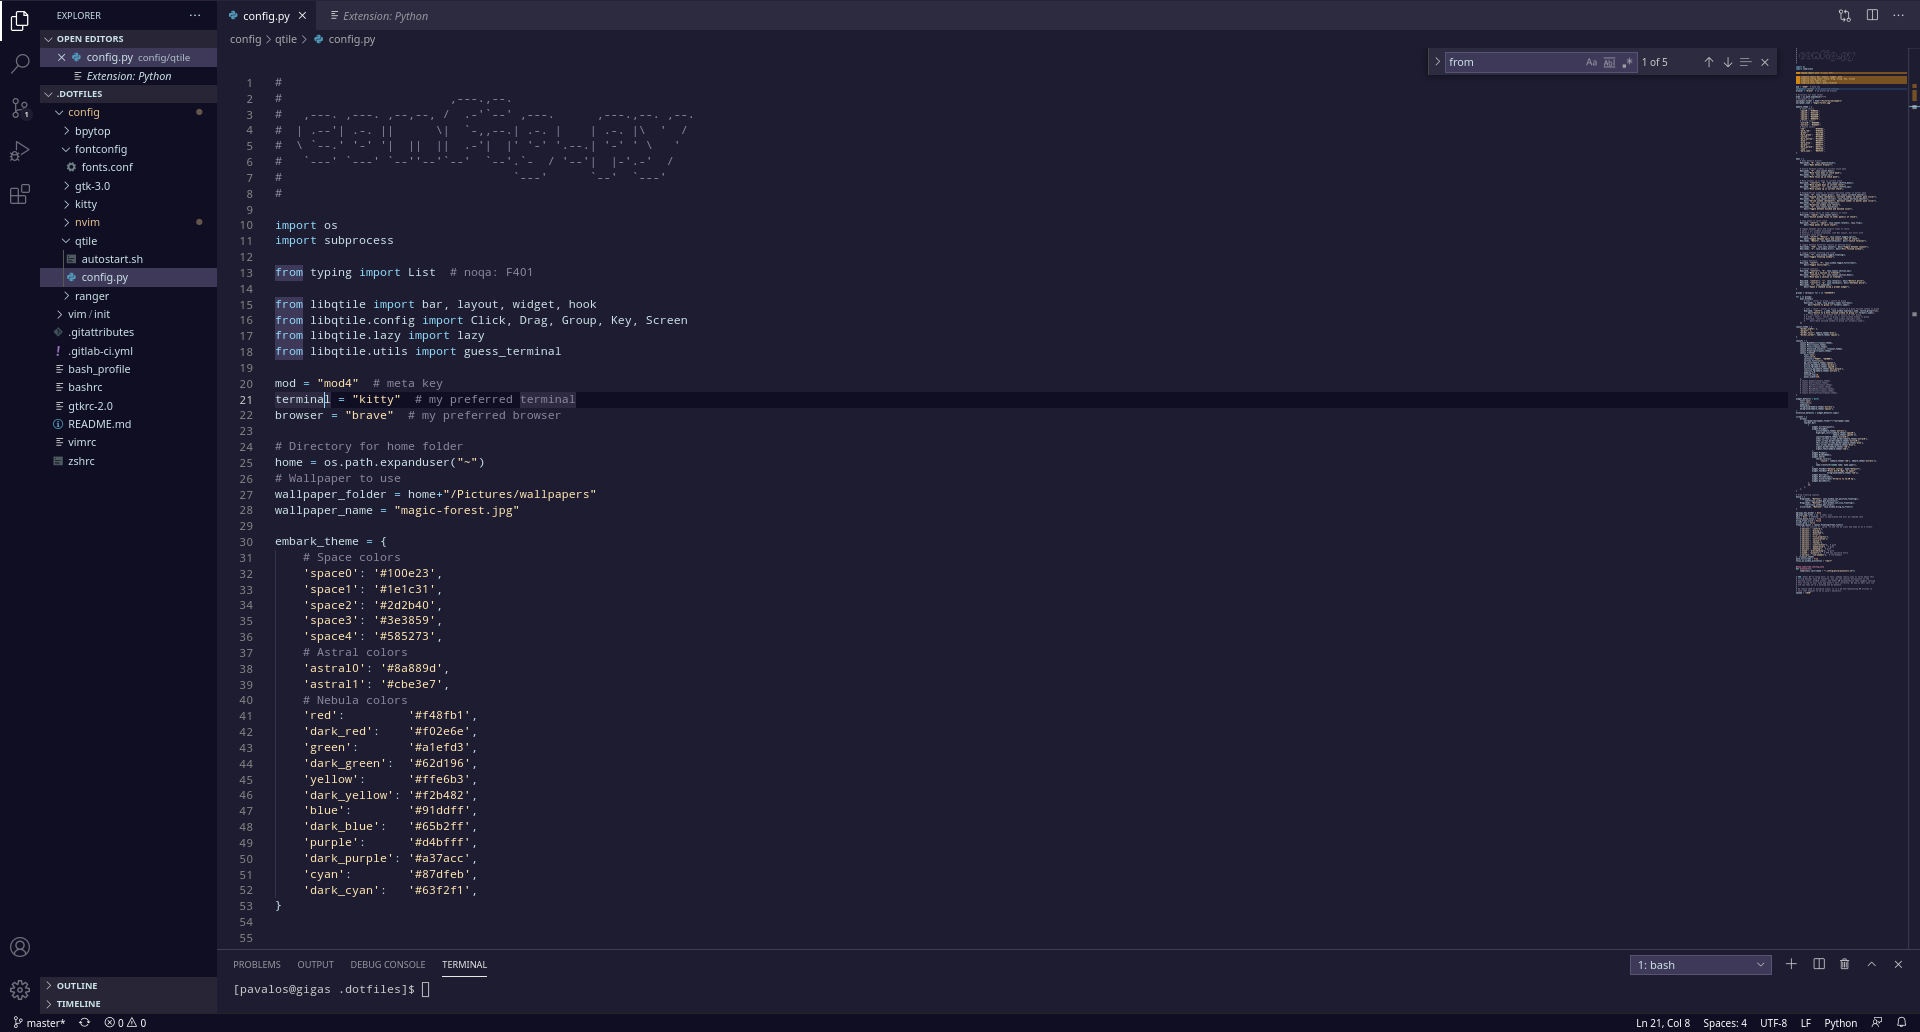 EXPLORER ···
OPEN EDITORS
config.py config/qtile
Extension: Python
.DOTFILES
config
bpytop
fontconfig
fonts.conf
gtk-3.0
kitty
nvim
qtile
autostart.sh
config.py
ranger
vim / init
.gitattributes
.gitlab-ci.yml
bash_profile
bashrc
gtkrc-2.0
README.md
vimrc
zshrc
OUTLINE
TIMELINE
config.py
Extension: Python
config > qtile > config.py
from Aa 1 of 5
1 #
2 #                        ,---.,--.
3 #   ,---. ,---. ,--,--, /  .-'`--' ,---.      ,---.,--. ,--.
4 #  | .--'| .-. ||      \|  `-,,--.| .-. |    | .-. |\  '  /
5 #  \ `--.' '-' '|  ||  ||  .-'|  |' '-' '.--.| '-' ' \   '
6 #   `---' `---' `--''--'`--'  `--'.`-  / '--'|  |-'.-'  /
7 #                                 `---'      `--'  `---'
8 #
9
10 import os
11 import subprocess
12
13 from typing import List  # noqa: F401
14
15 from libqtile import bar, layout, widget, hook
16 from libqtile.config import Click, Drag, Group, Key, Screen
17 from libqtile.lazy import lazy
18 from libqtile.utils import guess_terminal
19
20 mod = "mod4"  # meta key
21 terminal = "kitty"  # my preferred terminal
22 browser = "brave"  # my preferred browser
23
24 # Directory for home folder
25 home = os.path.expanduser("~")
26 # Wallpaper to use
27 wallpaper_folder = home+"/Pictures/wallpapers"
28 wallpaper_name = "magic-forest.jpg"
29
30 embark_theme = {
31     # Space colors
32     'space0': '#100e23',
33     'space1': '#1e1c31',
34     'space2': '#2d2b40',
35     'space3': '#3e3859',
36     'space4': '#585273',
37     # Astral colors
38     'astral0': '#8a889d',
39     'astral1': '#cbe3e7',
40     # Nebula colors
41     'red':         '#f48fb1',
42     'dark_red':    '#f02e6e',
43     'green':       '#a1efd3',
44     'dark_green':  '#62d196',
45     'yellow':      '#ffe6b3',
46     'dark_yellow': '#f2b482',
47     'blue':        '#91ddff',
48     'dark_blue':   '#65b2ff',
49     'purple':      '#d4bfff',
50     'dark_purple': '#a37acc',
51     'cyan':        '#87dfeb',
52     'dark_cyan':   '#63f2f1',
53 }
54
55
PROBLEMS OUTPUT DEBUG CONSOLE TERMINAL 1: bash
[pavalos@gigas .dotfiles]$
master* 0 0 Ln 21, Col 8 Spaces: 4 UTF-8 LF Python